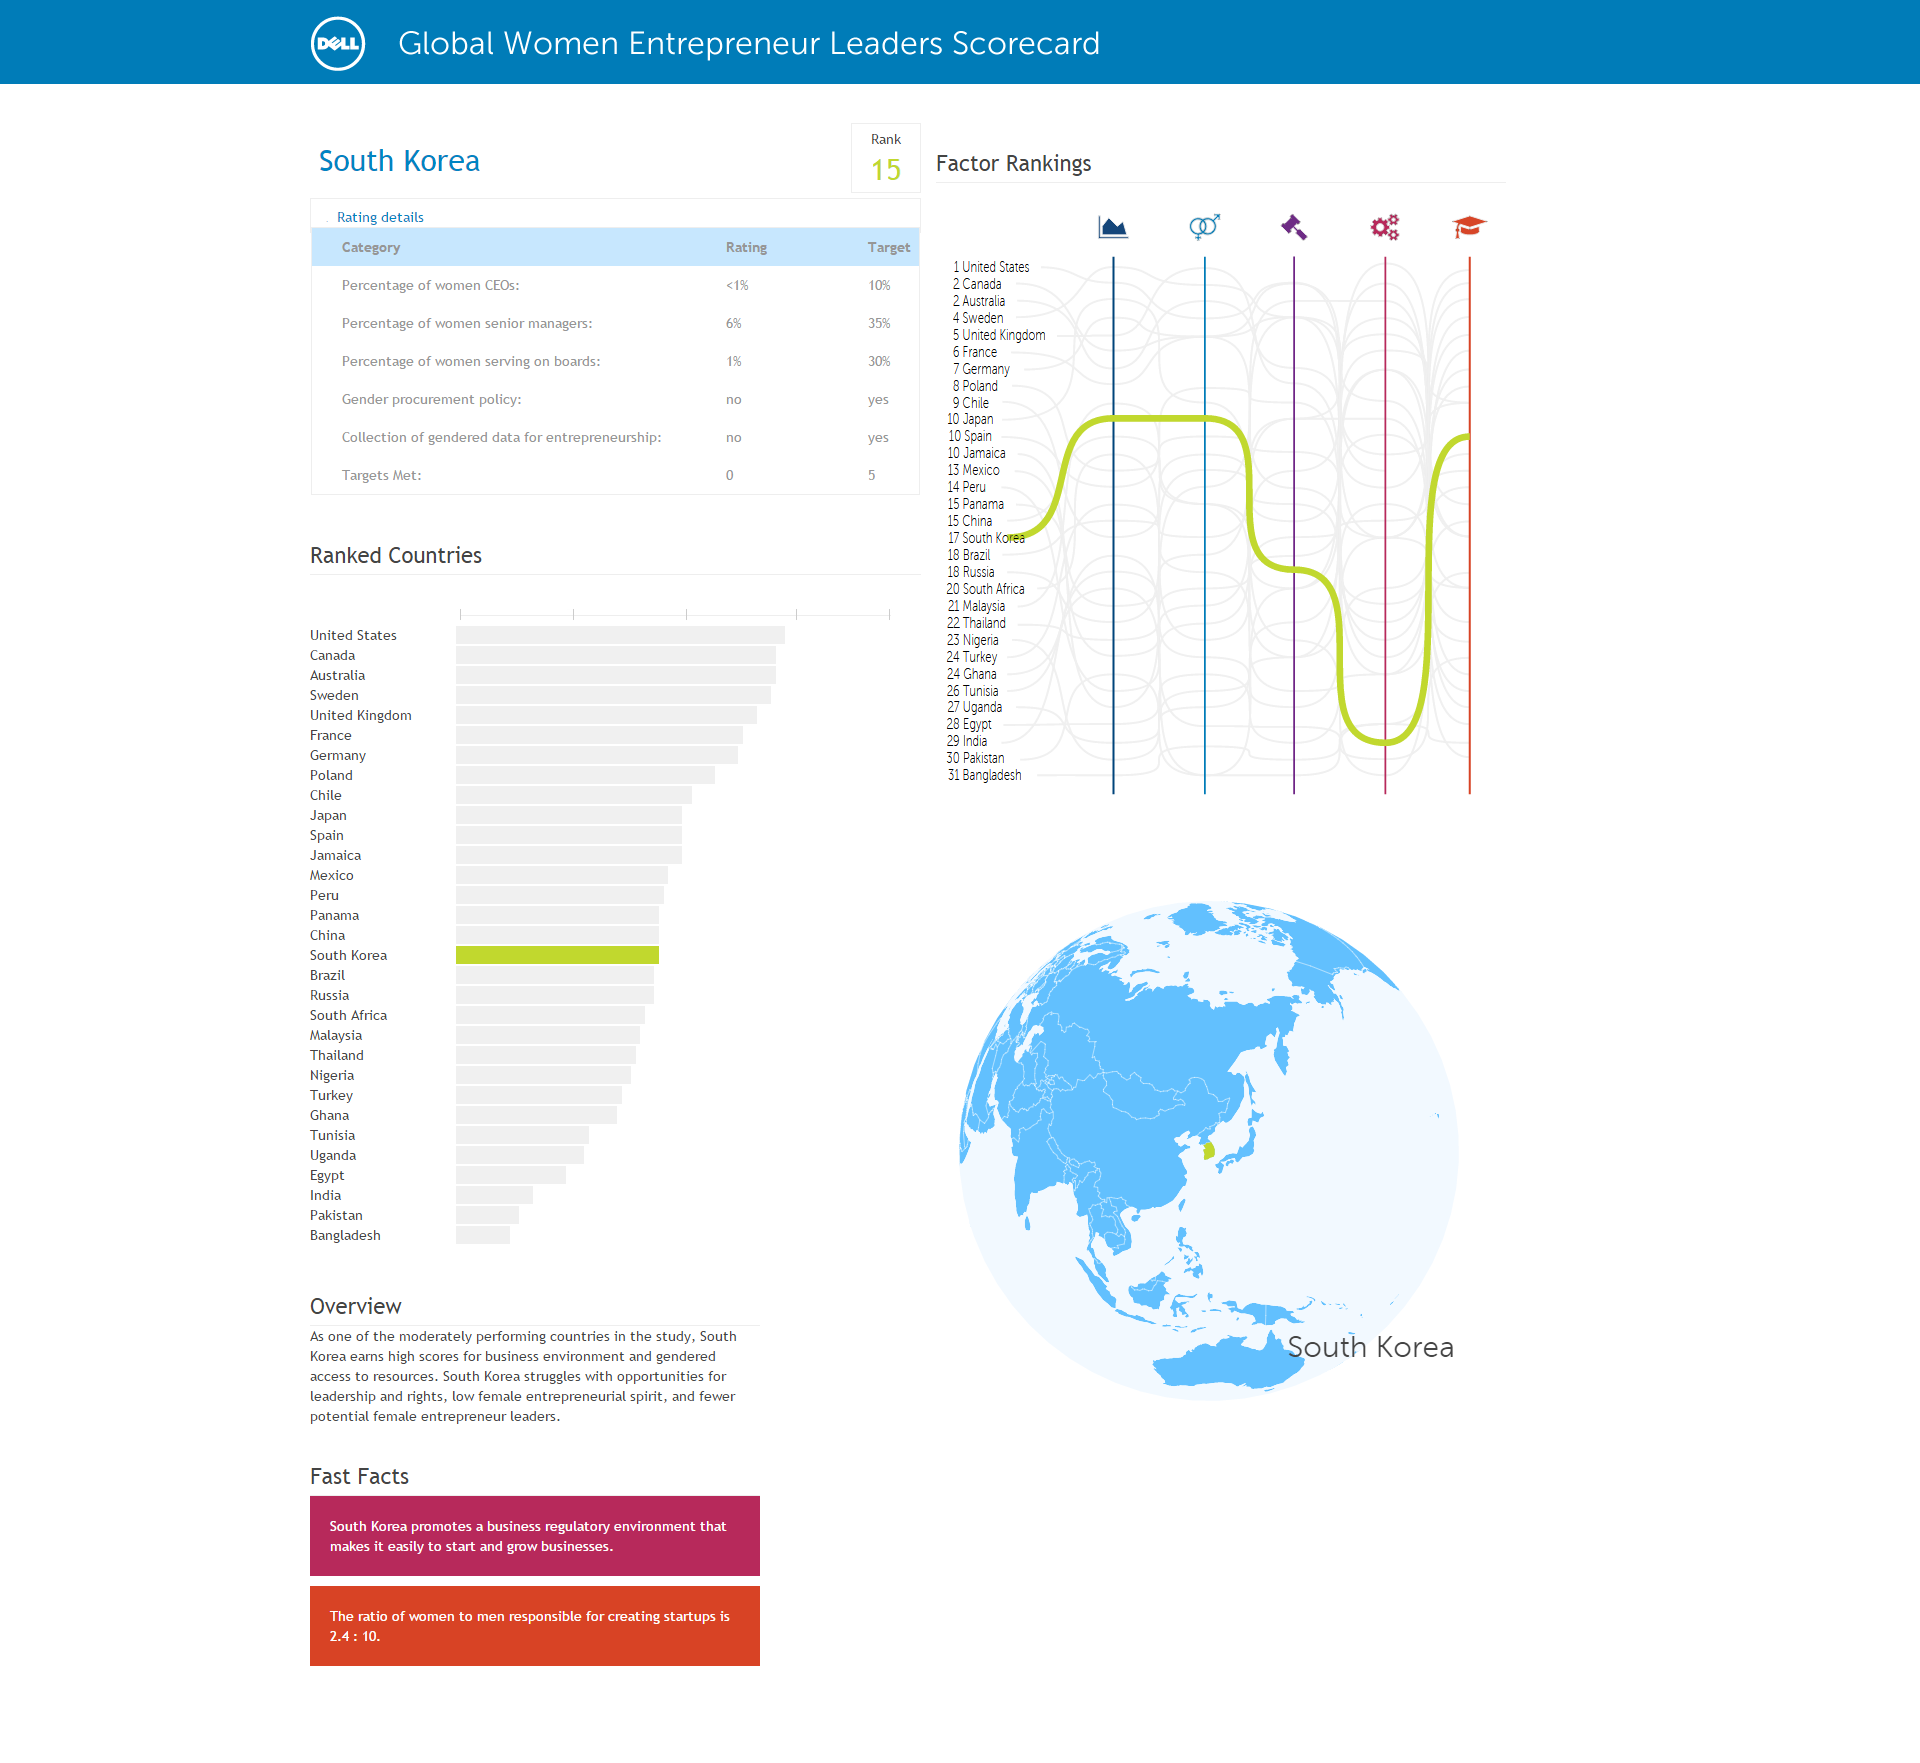 DELL
Global Women Entrepreneur Leaders Scorecard
South Korea
Rank
15
Rating details
Category Rating Target
Percentage of women CEOs: <1% 10%
Percentage of women senior managers: 6% 35%
Percentage of women serving on boards: 1% 30%
Gender procurement policy: no yes
Collection of gendered data for entrepreneurship: no yes
Targets Met: 0 5
Ranked Countries
United States
Canada
Australia
Sweden
United Kingdom
France
Germany
Poland
Chile
Japan
Spain
Jamaica
Mexico
Peru
Panama
China
South Korea
Brazil
Russia
South Africa
Malaysia
Thailand
Nigeria
Turkey
Ghana
Tunisia
Uganda
Egypt
India
Pakistan
Bangladesh
Overview
As one of the moderately performing countries in the study, South
Korea earns high scores for business environment and gendered
access to resources. South Korea struggles with opportunities for
leadership and rights, low female entrepreneurial spirit, and fewer
potential female entrepreneur leaders.
Fast Facts
South Korea promotes a business regulatory environment that
makes it easily to start and grow businesses.
The ratio of women to men responsible for creating startups is
2.4 : 10.
Factor Rankings
1 United States
2 Canada
2 Australia
4 Sweden
5 United Kingdom
6 France
7 Germany
8 Poland
9 Chile
10 Japan
10 Spain
10 Jamaica
13 Mexico
14 Peru
15 Panama
15 China
17 South Korea
18 Brazil
18 Russia
20 South Africa
21 Malaysia
22 Thailand
23 Nigeria
24 Turkey
24 Ghana
26 Tunisia
27 Uganda
28 Egypt
29 India
30 Pakistan
31 Bangladesh
South Korea